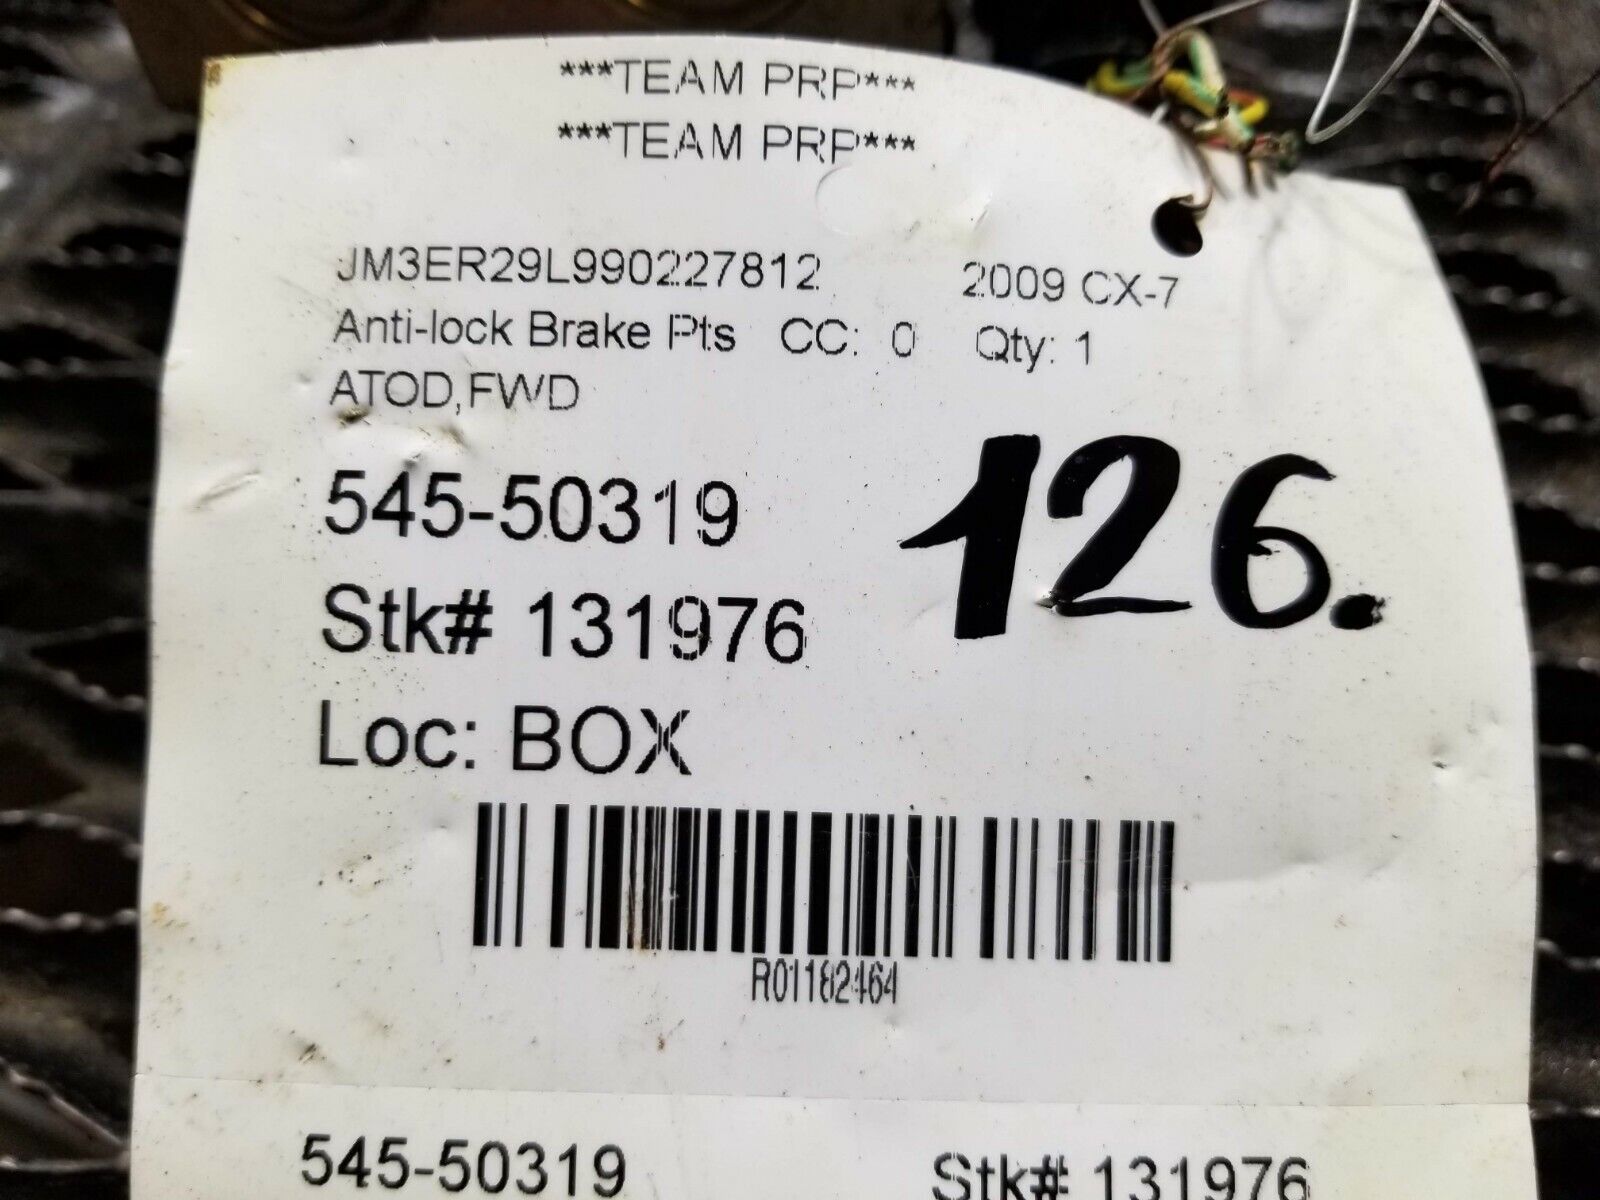 ***TEAM PRP***
***TEAM PRP***
JM3ER29L990227812 2009 CX-7
Anti-lock Brake Pts CC: 0 Qty: 1
ATOD,FWD
545-50319
126.
Stk# 131976
Loc: BOX
R01182464
545-50319 Stk# 131976